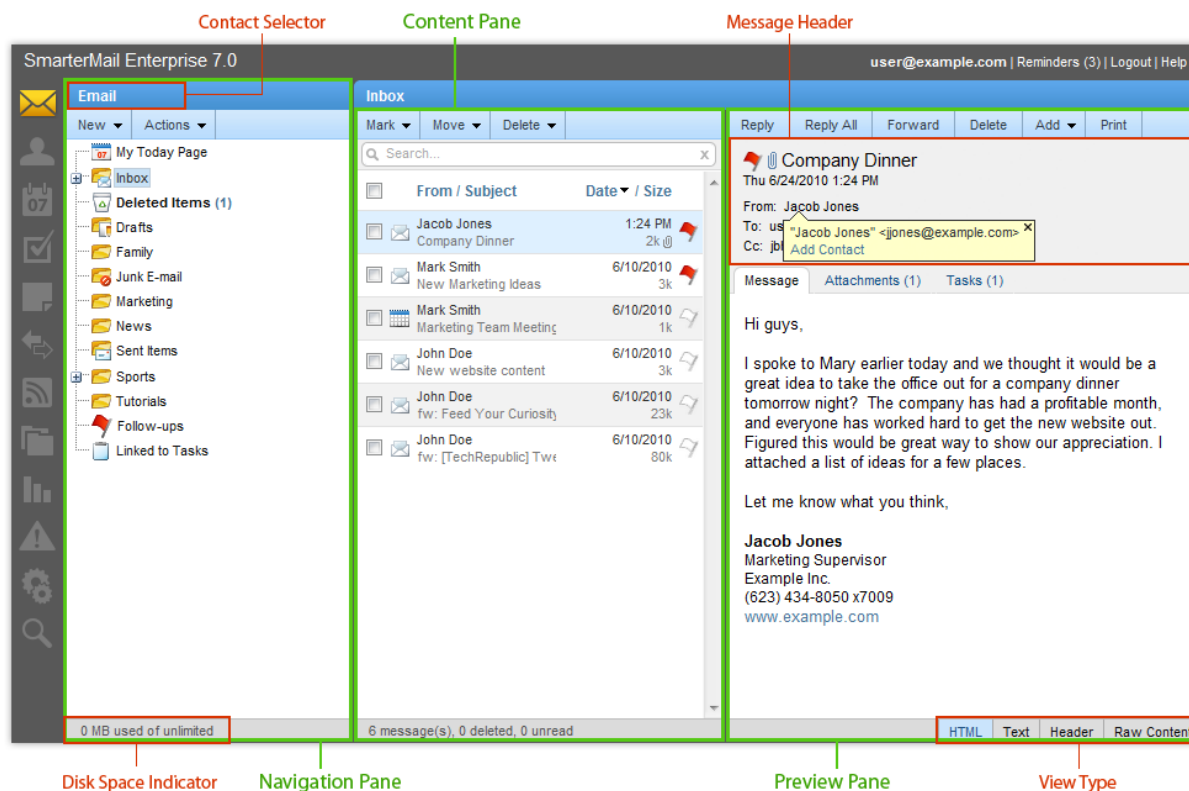 Contact Selector
Content Pane
Message Header
SmarterMail Enterprise 7.0
user@example.com | Reminders (3) | Logout | Help
Email
Inbox
New
Actions
Mark
Move
Delete
Reply
Reply All
Forward
Delete
Add
Print
07
My Today Page
Inbox
Deleted Items (1)
Drafts
Family
Junk E-mail
Marketing
News
Sent Items
Sports
Tutorials
Follow-ups
Linked to Tasks
07
Search...
x
From / Subject
Date / Size
Jacob Jones
1:24 PM
Company Dinner
2k
Mark Smith
6/10/2010
New Marketing Ideas
3k
Mark Smith
6/10/2010
Marketing Team Meeting
1k
John Doe
6/10/2010
New website content
3k
John Doe
6/10/2010
fw: Feed Your Curiosity
23k
John Doe
6/10/2010
fw: [TechRepublic] Twe
80k
Company Dinner
Thu 6/24/2010 1:24 PM
From: Jacob Jones
To: us
Cc:
"Jacob Jones" <jjones@example.com>
Add Contact
Message
Attachments (1)
Tasks (1)
Hi guys,
I spoke to Mary earlier today and we thought it would be a
great idea to take the office out for a company dinner
tomorrow night? The company has had a profitable month,
and everyone has worked hard to get the new website out.
Figured this would be great way to show our appreciation. I
attached a list of ideas for a few places.
Let me know what you think,
Jacob Jones
Marketing Supervisor
Example Inc.
(623) 434-8050 x7009
www.example.com
0 MB used of unlimited
6 message(s), 0 deleted, 0 unread
HTML
Text
Header
Raw Content
Disk Space Indicator
Navigation Pane
Preview Pane
View Type